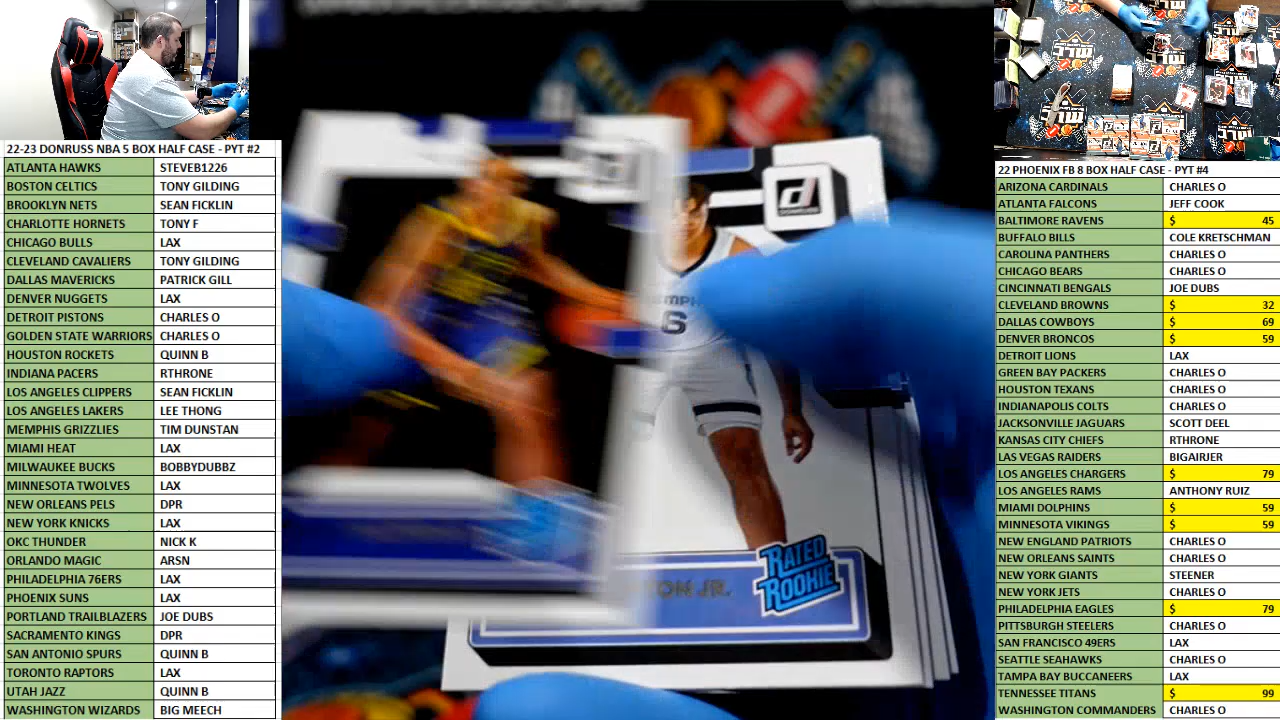 22-23 DONRUSS NBA 5 BOX HALF CASE - PYT #2
ATLANTA HAWKS STEVEB1226
BOSTON CELTICS TONY GILDING
BROOKLYN NETS SEAN FICKLIN
CHARLOTTE HORNETS TONY F
CHICAGO BULLS LAX
CLEVELAND CAVALIERS TONY GILDING
DALLAS MAVERICKS PATRICK GILL
DENVER NUGGETS LAX
DETROIT PISTONS CHARLES O
GOLDEN STATE WARRIORS CHARLES O
HOUSTON ROCKETS QUINN B
INDIANA PACERS RTHRONE
LOS ANGELES CLIPPERS SEAN FICKLIN
LOS ANGELES LAKERS LEE THONG
MEMPHIS GRIZZLIES TIM DUNSTAN
MIAMI HEAT LAX
MILWAUKEE BUCKS BOBBYDUBBZ
MINNESOTA TWOLVES LAX
NEW ORLEANS PELS DPR
NEW YORK KNICKS LAX
OKC THUNDER NICK K
ORLANDO MAGIC ARSN
PHILADELPHIA 76ERS LAX
PHOENIX SUNS LAX
PORTLAND TRAILBLAZERS JOE DUBS
SACRAMENTO KINGS DPR
SAN ANTONIO SPURS QUINN B
TORONTO RAPTORS LAX
UTAH JAZZ QUINN B
WASHINGTON WIZARDS BIG MEECH
6
ON JR.
RATED
ROOKIE
22 PHOENIX FB 8 BOX HALF CASE - PYT #4
ARIZONA CARDINALS CHARLES O
ATLANTA FALCONS JEFF COOK
BALTIMORE RAVENS $ 45
BUFFALO BILLS COLE KRETSCHMAN
CAROLINA PANTHERS CHARLES O
CHICAGO BEARS CHARLES O
CINCINNATI BENGALS JOE DUBS
CLEVELAND BROWNS $ 32
DALLAS COWBOYS $ 69
DENVER BRONCOS $ 59
DETROIT LIONS LAX
GREEN BAY PACKERS CHARLES O
HOUSTON TEXANS CHARLES O
INDIANAPOLIS COLTS CHARLES O
JACKSONVILLE JAGUARS SCOTT DEEL
KANSAS CITY CHIEFS RTHRONE
LAS VEGAS RAIDERS BIGAIRJER
LOS ANGELES CHARGERS $ 79
LOS ANGELES RAMS ANTHONY RUIZ
MIAMI DOLPHINS $ 59
MINNESOTA VIKINGS $ 59
NEW ENGLAND PATRIOTS CHARLES O
NEW ORLEANS SAINTS CHARLES O
NEW YORK GIANTS STEENER
NEW YORK JETS CHARLES O
PHILADELPHIA EAGLES $ 79
PITTSBURGH STEELERS CHARLES O
SAN FRANCISCO 49ERS LAX
SEATTLE SEAHAWKS CHARLES O
TAMPA BAY BUCCANEERS LAX
TENNESSEE TITANS $ 99
WASHINGTON COMMANDERS CHARLES O